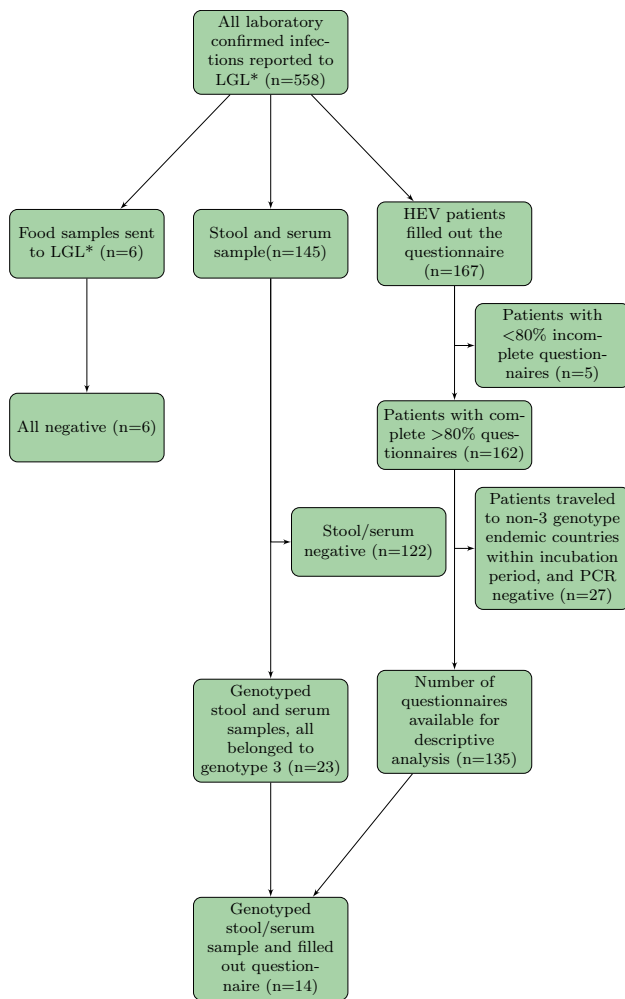 All laboratory
confirmed infec-
tions reported to
LGL* (n=558)
Food samples sent
to LGL* (n=6)
Stool and serum
sample(n=145)
HEV patients
filled out the
questionnaire
(n=167)
Patients with
<80% incom-
plete question-
naires (n=5)
All negative (n=6)
Patients with com-
plete >80% ques-
tionnaires (n=162)
Stool/serum
negative (n=122)
Patients traveled
to non-3 genotype
endemic countries
within incubation
period, and PCR
negative (n=27)
Genotyped
stool and serum
samples, all
belonged to
genotype 3 (n=23)
Number of
questionnaires
available for
descriptive
analysis (n=135)
Genotyped
stool/serum
sample and filled
out question-
naire (n=14)